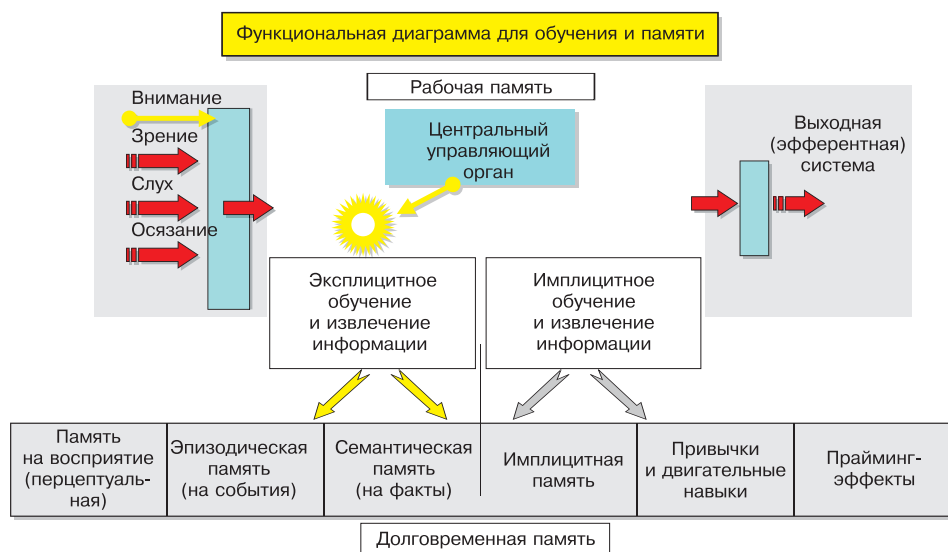 Функциональная диаграмма для обучения и памяти
Рабочая память
Внимание
Зрение
Слух
Осязание
Центральный
управляющий
орган
Выходная
(эфферентная)
система
Эксплицитное
обучение
и извлечение
информации
Имплицитное
обучение
и извлечение
информации
Память
на восприятие
(перцептуаль-
ная)
Эпизодическая
память
(на события)
Семантическая
память
(на факты)
Имплицитная
память
Привычки
и двигательные
навыки
Прайминг-
эффекты
Долговременная память